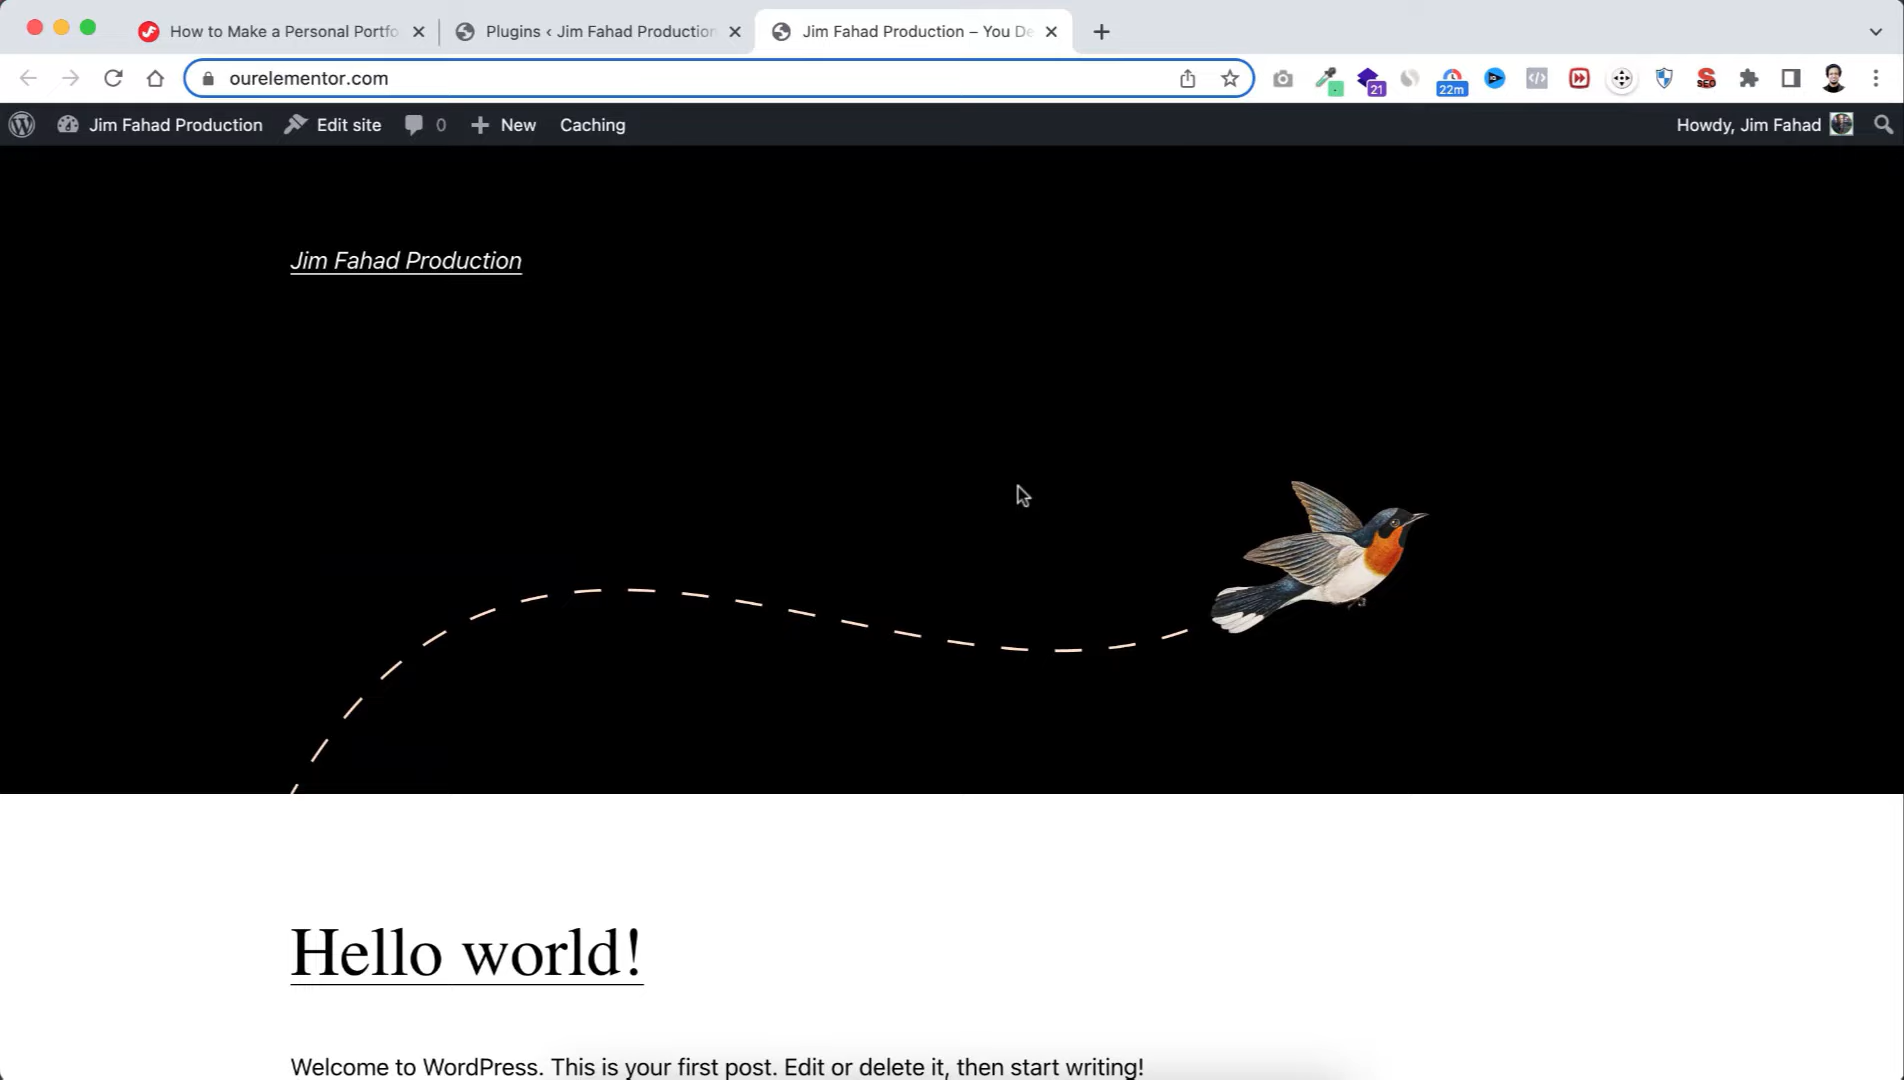 How to Make a Personal Portfo
Plugins ‹ Jim Fahad Production
Jim Fahad Production – You De
ourelementor.com
21
22m
SEO
Jim Fahad Production
Edit site
0
New
Caching
Howdy, Jim Fahad
Jim Fahad Production
Hello world!
Welcome to WordPress. This is your first post. Edit or delete it, then start writing!